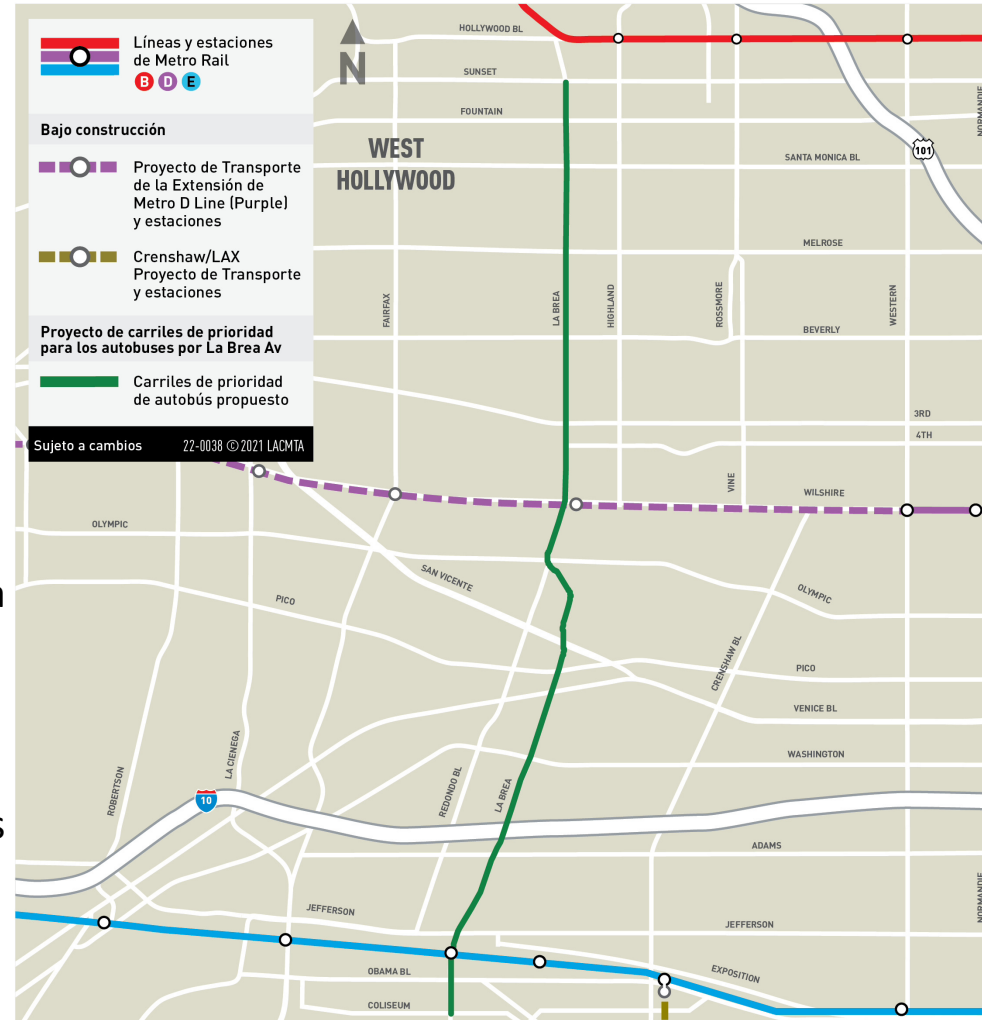 Líneas y estaciones
de Metro Rail
B D E
Bajo construcción
Proyecto de Transporte
de la Extensión de
Metro D Line (Purple)
y estaciones
Crenshaw/LAX
Proyecto de Transporte
y estaciones
Proyecto de carriles de prioridad
para los autobuses por La Brea Av
Carriles de prioridad
de autobús propuesto
Sujeto a cambios 22-0038 ©2021 LACMTA
N
HOLLYWOOD BL
SUNSET
FOUNTAIN
WEST
HOLLYWOOD
101
NORMANDIE
SANTA MONICA BL
MELROSE
FAIRFAX
LA BREA
HIGHLAND
ROSSMORE
WESTERN
BEVERLY
3RD
4TH
VINE
WILSHIRE
OLYMPIC
SAN VICENTE
OLYMPIC
PICO
CRENSHAW BL
PICO
VENICE BL
WASHINGTON
ROBERTSON
LA CIENEGA
10
REDONDO BL
LA BREA
ADAMS
NORMANDIE
JEFFERSON
JEFFERSON
OBAMA BL
EXPOSITION
COLISEUM